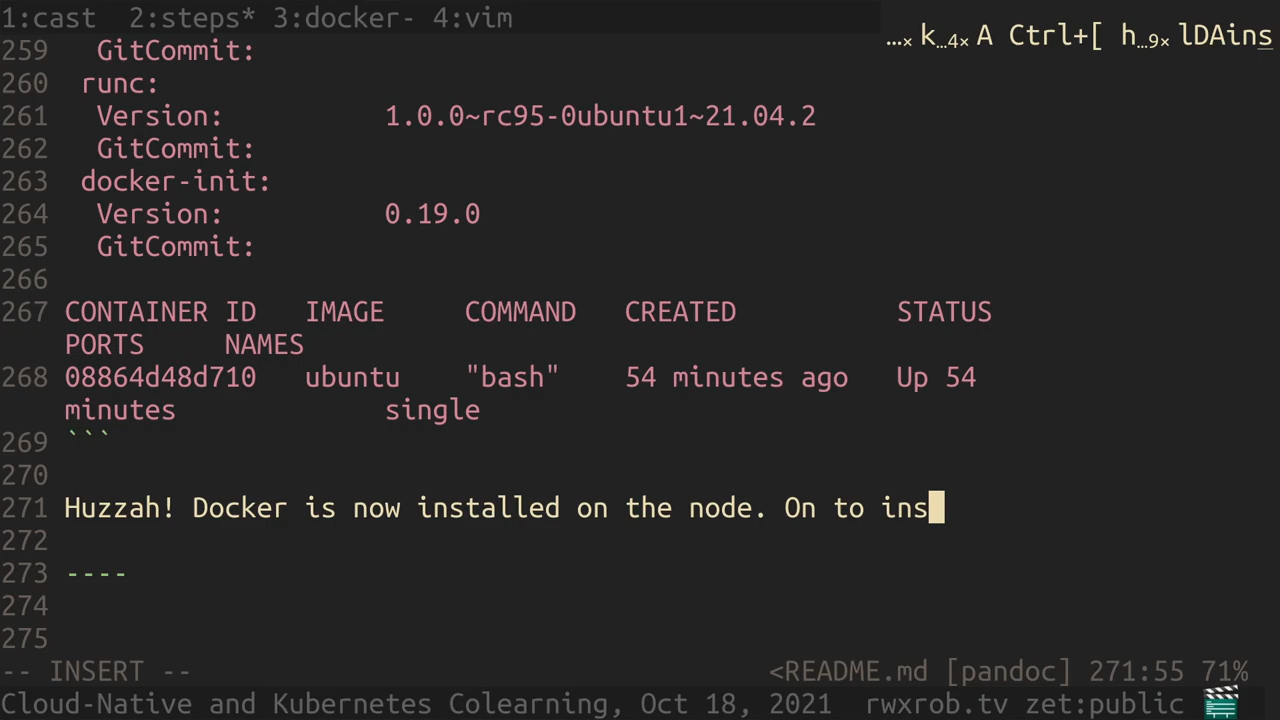 1:cast  2:steps* 3:docker- 4:vim
…× k…4× A Ctrl+[ h…9× lDAins
259   GitCommit:
260  runc:
261   Version:          1.0.0~rc95-0ubuntu1~21.04.2
262   GitCommit:
263  docker-init:
264   Version:          0.19.0
265   GitCommit:
266
267 CONTAINER ID   IMAGE     COMMAND   CREATED          STATUS
PORTS     NAMES
268 08864d48d710   ubuntu    "bash"    54 minutes ago   Up 54
minutes             single
269 ```
270
271 Huzzah! Docker is now installed on the node. On to ins
272
273 ----
274
275
-- INSERT --                                    <README.md [pandoc] 271:55 71%
Cloud-Native and Kubernetes Colearning, Oct 18, 2021  rwxrob.tv zet:public 🎬